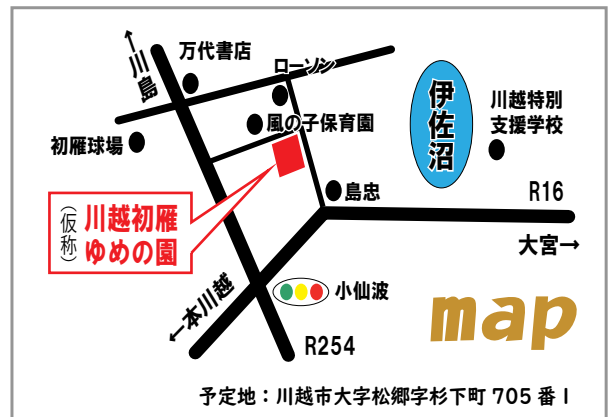 ←川島
万代書店
ローソン
風の子保育園
初雁球場
伊佐沼
川越特別
支援学校
島忠
R16
大宮→
(仮称)
川越初雁
ゆめの園
←本川越
小仙波
R254
map
予定地：川越市大字松郷字杉下町 705 番 1